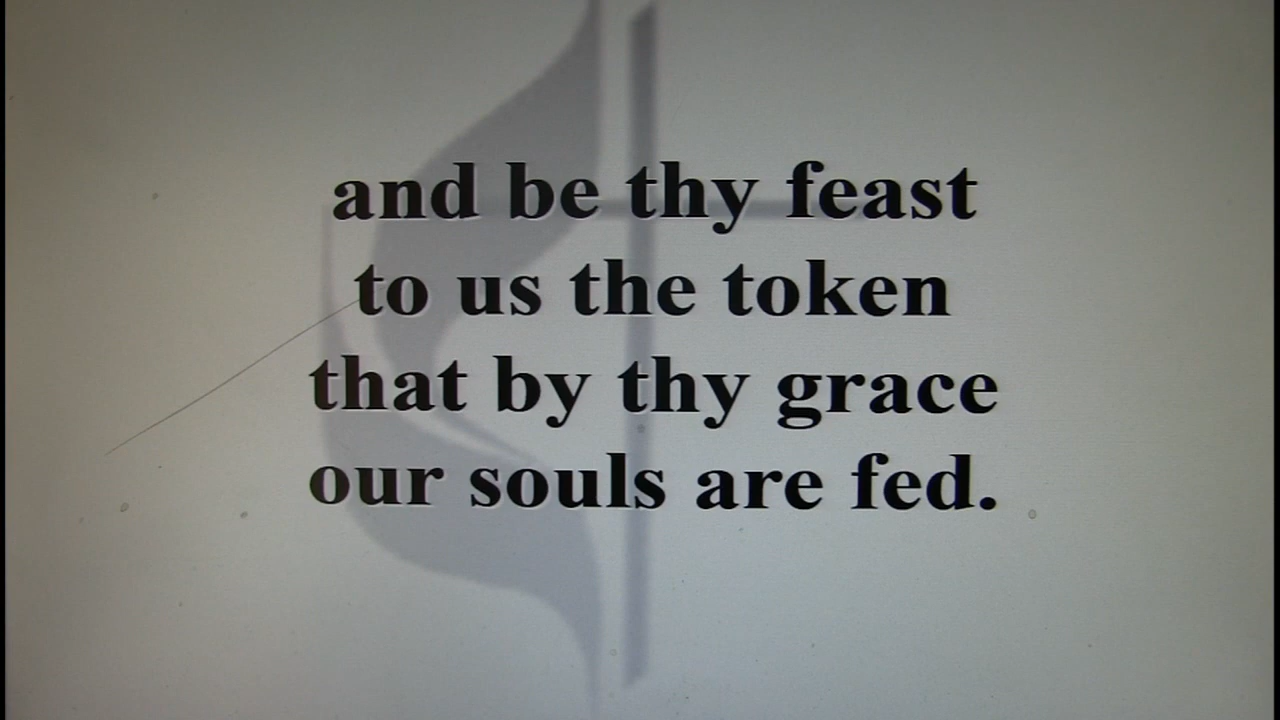 and be thy feast
to us the token
that by thy grace
our souls are fed.